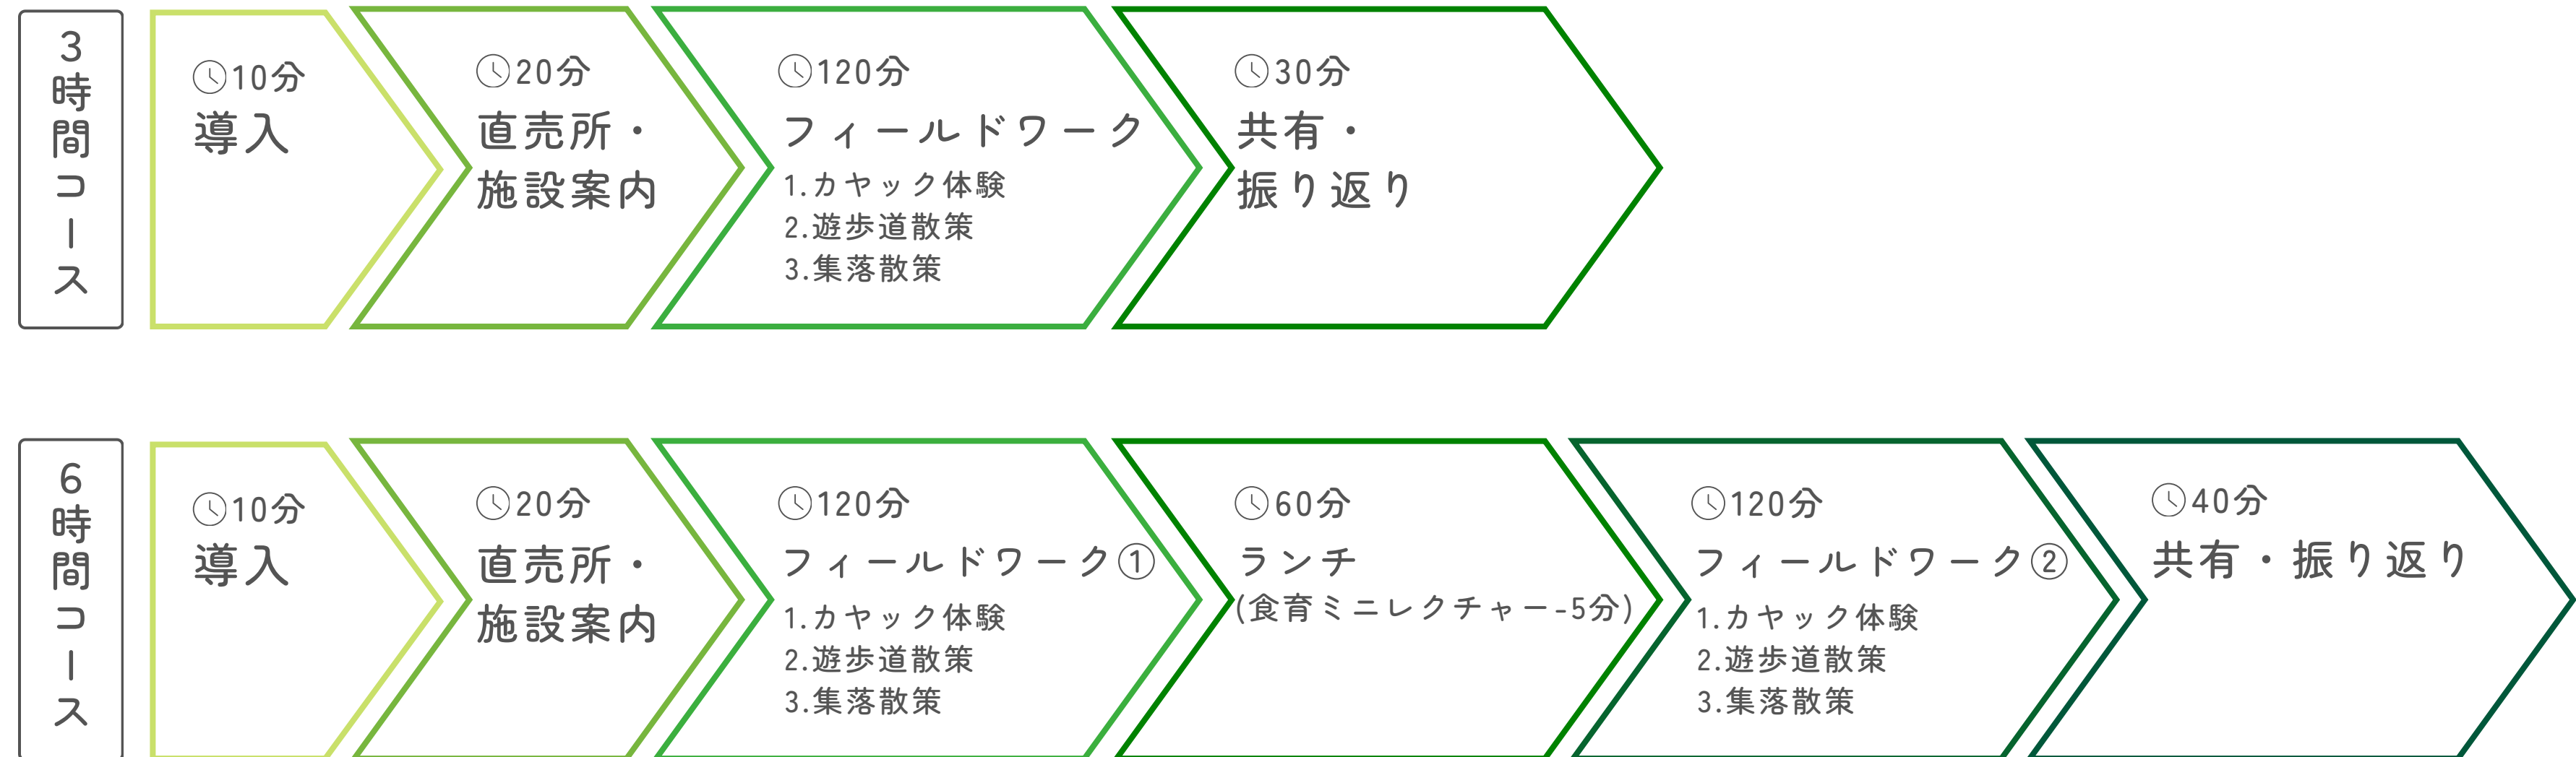 3時間コース
10分
導入
20分
直売所・
施設案内
120分
フィールドワーク
1.カヤック体験
2.遊歩道散策
3.集落散策
30分
共有・
振り返り
6時間コース
10分
導入
20分
直売所・
施設案内
120分
フィールドワーク①
1.カヤック体験
2.遊歩道散策
3.集落散策
60分
ランチ
(食育ミニレクチャー-5分)
120分
フィールドワーク②
1.カヤック体験
2.遊歩道散策
3.集落散策
40分
共有・振り返り